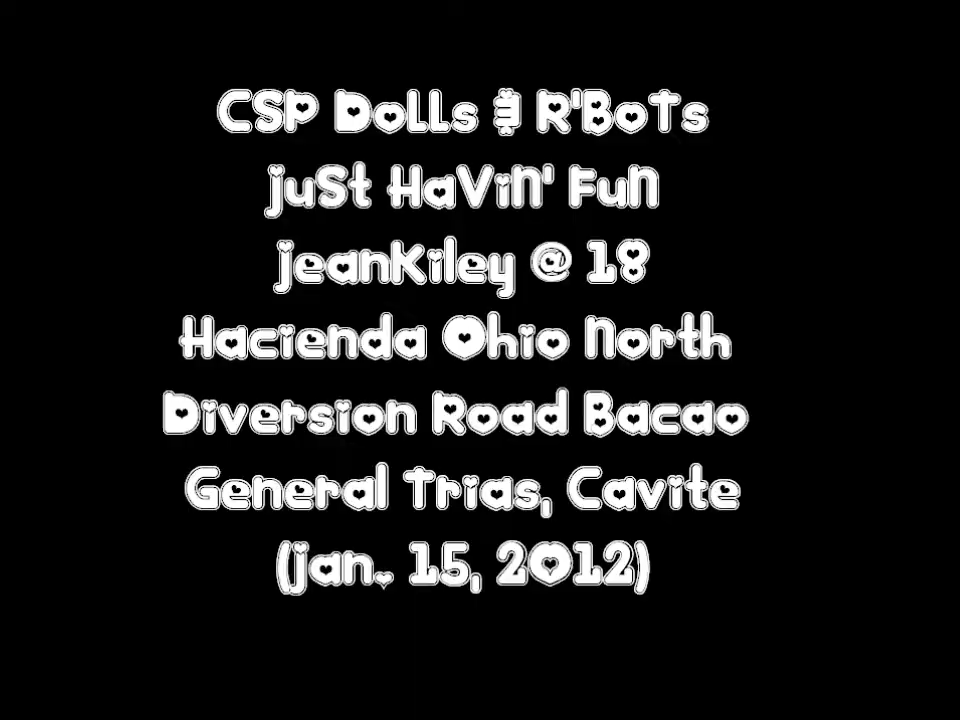 CSP Dolls & R'BoTs
juST HaViN' FuN
jeanKiley @ 18
Hacienda Ohio North
Diversion Road Bacao
General Trias, Cavite
(jan. 15, 2012)